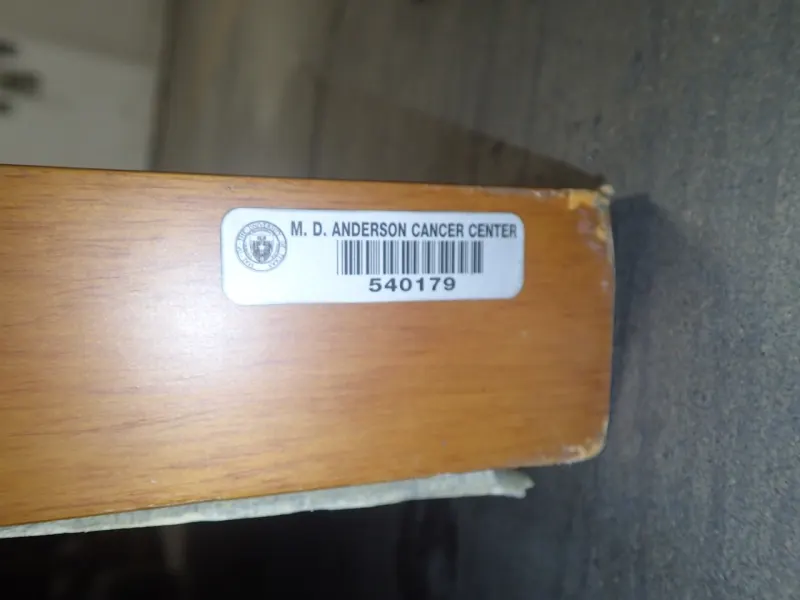 M. D. ANDERSON CANCER CENTER
540179